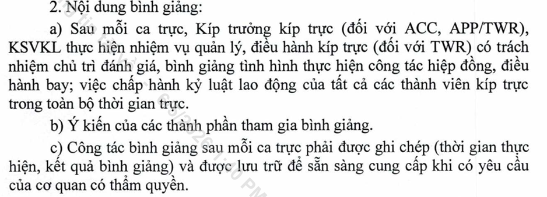 2. Nội dung bình giảng:
a) Sau mỗi ca trực, Kíp trưởng kíp trực (đối với ACC, APP/TWR),
KSVKL thực hiện nhiệm vụ quản lý, điều hành kíp trực (đối với TWR) có trách
nhiệm chủ trì đánh giá, bình giảng tình hình thực hiện công tác hiệp đồng, điều
hành bay; việc chấp hành kỷ luật lao động của tất cả các thành viên kíp trực
trong toàn bộ thời gian trực.
b) Ý kiến của các thành phần tham gia bình giảng.
c) Công tác bình giảng sau mỗi ca trực phải được ghi chép (thời gian thực
hiện, kết quả bình giảng) và được lưu trữ để sẵn sàng cung cấp khi có yêu cầu
của cơ quan có thẩm quyền.